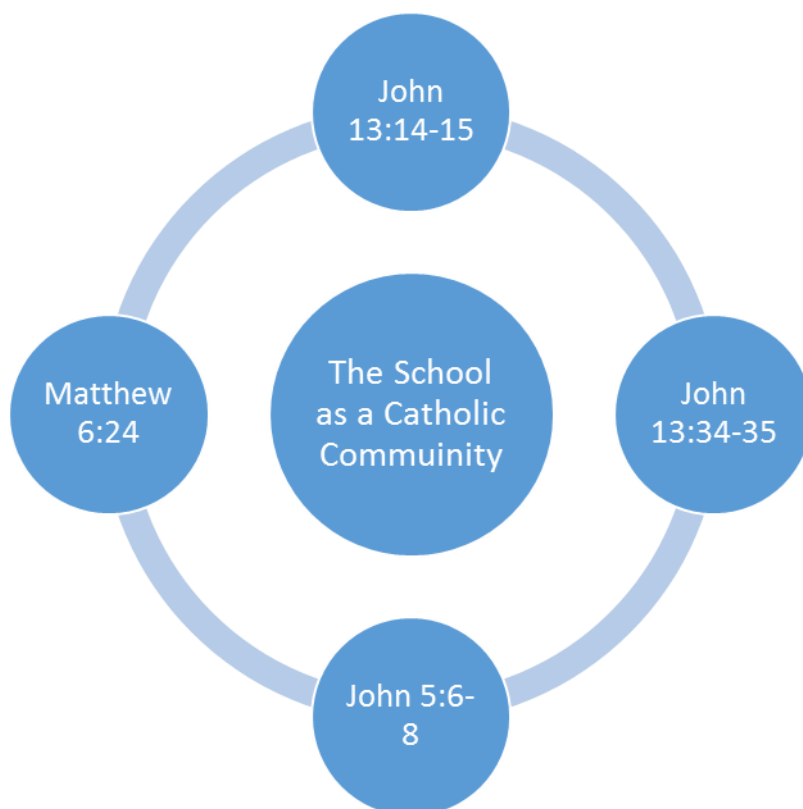 John
13:14-15
Matthew
6:24
The School
as a Catholic
Commuinity
John
13:34-35
John 5:6-
8